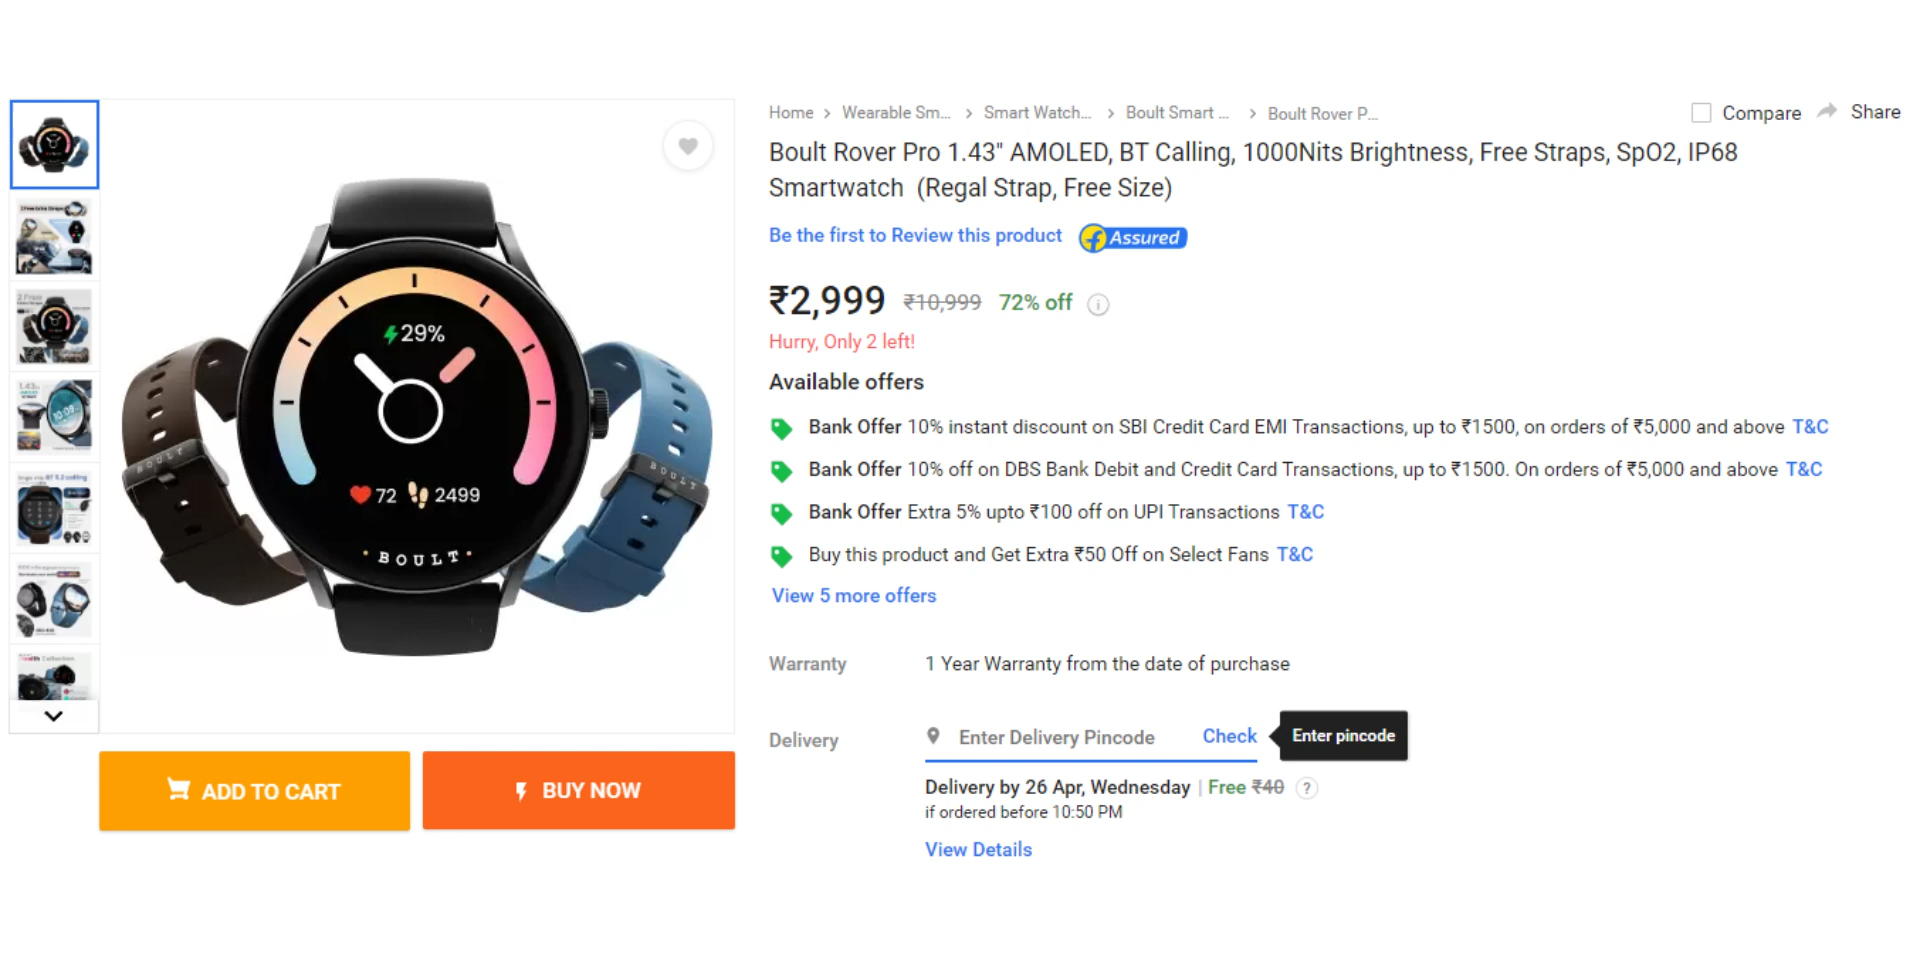 Home > Wearable Sm... > Smart Watch... > Boult Smart ... > Boult Rover P...
Compare Share
Boult Rover Pro 1.43" AMOLED, BT Calling, 1000Nits Brightness, Free Straps, SpO2, IP68
Smartwatch (Regal Strap, Free Size)
Be the first to Review this product
Assured
₹2,999 ₹10,999 72% off
Hurry, Only 2 left!
Available offers
Bank Offer 10% instant discount on SBI Credit Card EMI Transactions, up to ₹1500, on orders of ₹5,000 and above T&C
Bank Offer 10% off on DBS Bank Debit and Credit Card Transactions, up to ₹1500. On orders of ₹5,000 and above T&C
Bank Offer Extra 5% upto ₹100 off on UPI Transactions T&C
Buy this product and Get Extra ₹50 Off on Select Fans T&C
View 5 more offers
Warranty 1 Year Warranty from the date of purchase
Delivery Enter Delivery Pincode Check Enter pincode
Delivery by 26 Apr, Wednesday | Free ₹40 ?
if ordered before 10:50 PM
View Details
29%
72 2499
BOULT
BOULT
BOULT
2 Free
1.43"
10:09
ADD TO CART
BUY NOW